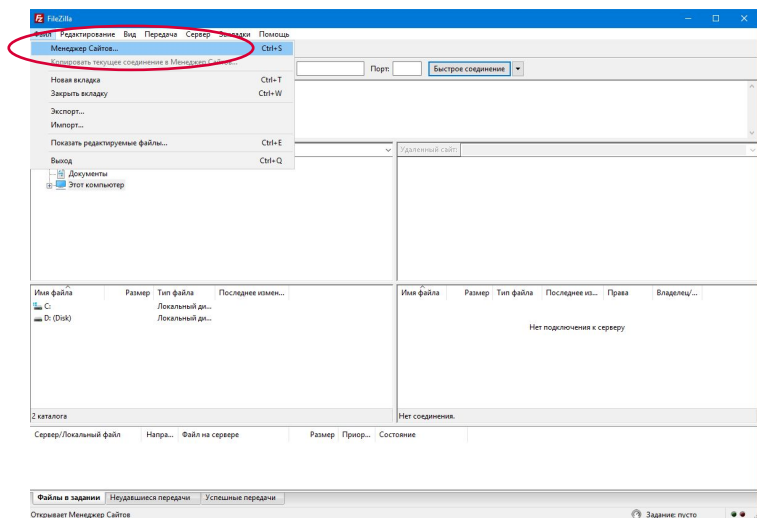 FileZilla
Файл Редактирование Вид Передача Сервер Закладки Помощь
Менеджер Сайтов... Ctrl+S
Копировать текущее соединение в Менеджер Сайтов...
Порт: Быстрое соединение
Новая вкладка Ctrl+T
Закрыть вкладку Ctrl+W
Экспорт...
Импорт...
Показать редактируемые файлы... Ctrl+E
Удаленный сайт:
Выход Ctrl+Q
Документы
Этот компьютер
Имя файла Размер Тип файла Последнее измен... Имя файла Размер Тип файла Последнее из... Права Владелец/...
C: Локальный ди...
D: (Disk) Локальный ди...
Нет подключения к серверу
2 каталога Нет соединения.
Сервер/Локальный файл Напра... Файл на сервере Размер Приор... Состояние
Файлы в задании Неудавшиеся передачи Успешные передачи
Открывает Менеджер Сайтов Задание: пусто